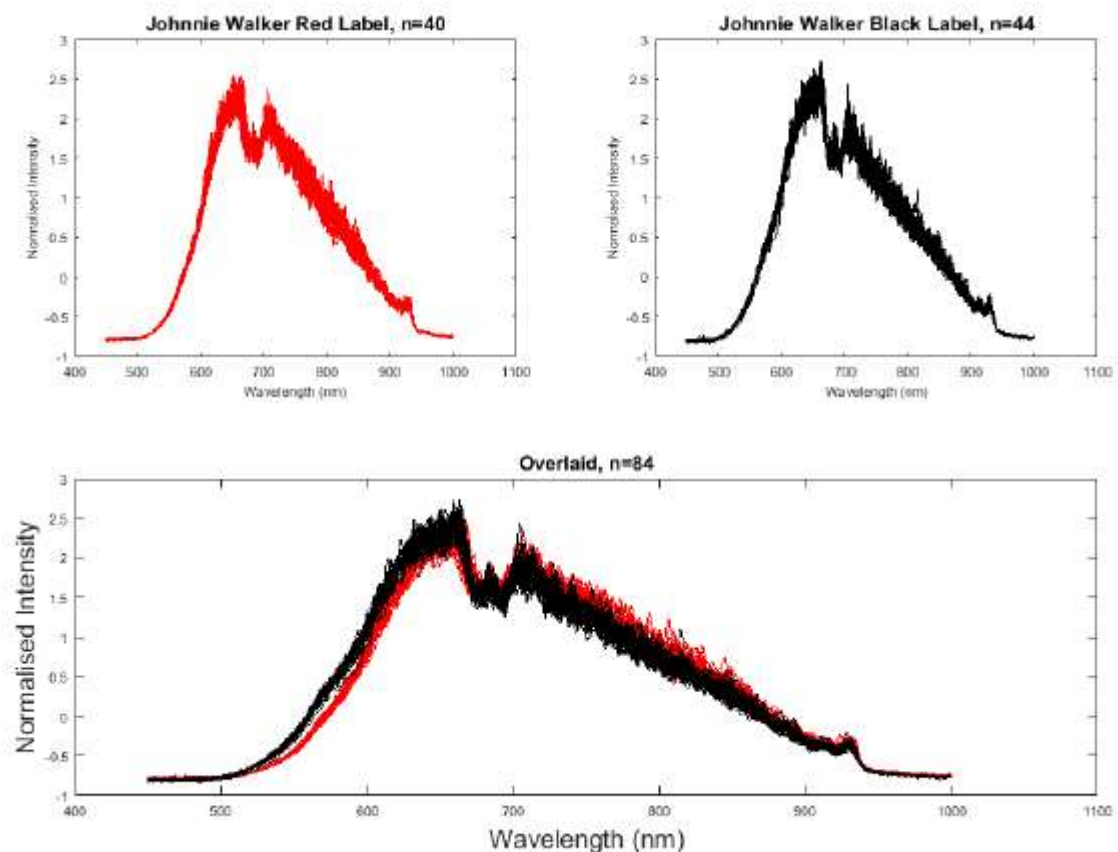 Johnnie Walker Red Label, n=40
Normalised Intensity
3
2.5
2
1.5
1
0.5
0
-0.5
-1
400 500 600 700 800 900 1000 1100
Wavelength (nm)
Johnnie Walker Black Label, n=44
Normalised Intensity
3
2.5
2
1.5
1
0.5
0
-0.5
-1
400 500 600 700 800 900 1000 1100
Wavelength (nm)
Overlaid, n=84
Normalised Intensity
3
2.5
2
1.5
1
0.5
0
-0.5
-1
400 500 600 700 800 900 1000 1100
Wavelength (nm)